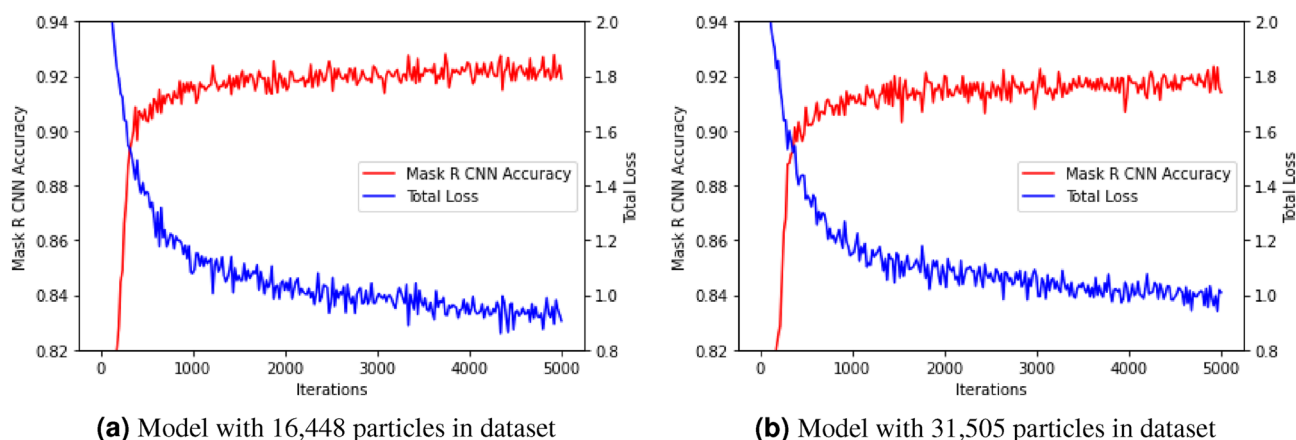 0.94
0.92
0.90
0.88
0.86
0.84
0.82
Mask R CNN Accuracy
2.0
1.8
1.6
1.4
1.2
1.0
0.8
Total Loss
Mask R CNN Accuracy
Total Loss
0 1000 2000 3000 4000 5000
Iterations
(a) Model with 16,448 particles in dataset
0.94
0.92
0.90
0.88
0.86
0.84
0.82
Mask R CNN Accuracy
2.0
1.8
1.6
1.4
1.2
1.0
0.8
Total Loss
Mask R CNN Accuracy
Total Loss
0 1000 2000 3000 4000 5000
Iterations
(b) Model with 31,505 particles in dataset